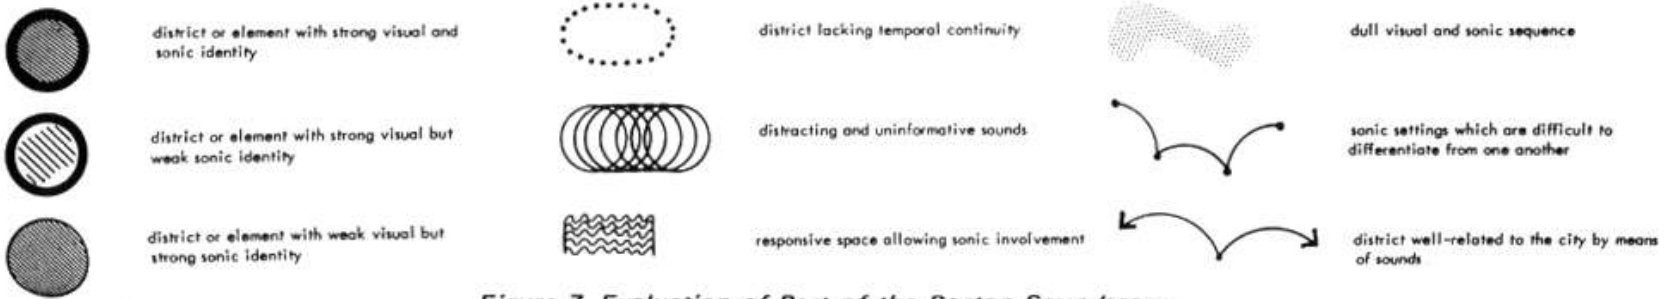 district or element with strong visual and
sonic identity
district or element with strong visual but
weak sonic identity
district or element with weak visual but
strong sonic identity
district lacking temporal continuity
distracting and uninformative sounds
responsive space allowing sonic involvement
dull visual and sonic sequence
sonic settings which are difficult to
differentiate from one another
district well-related to the city by means
of sounds
Figure 7. Evaluation of Part of the Boston Soundscape